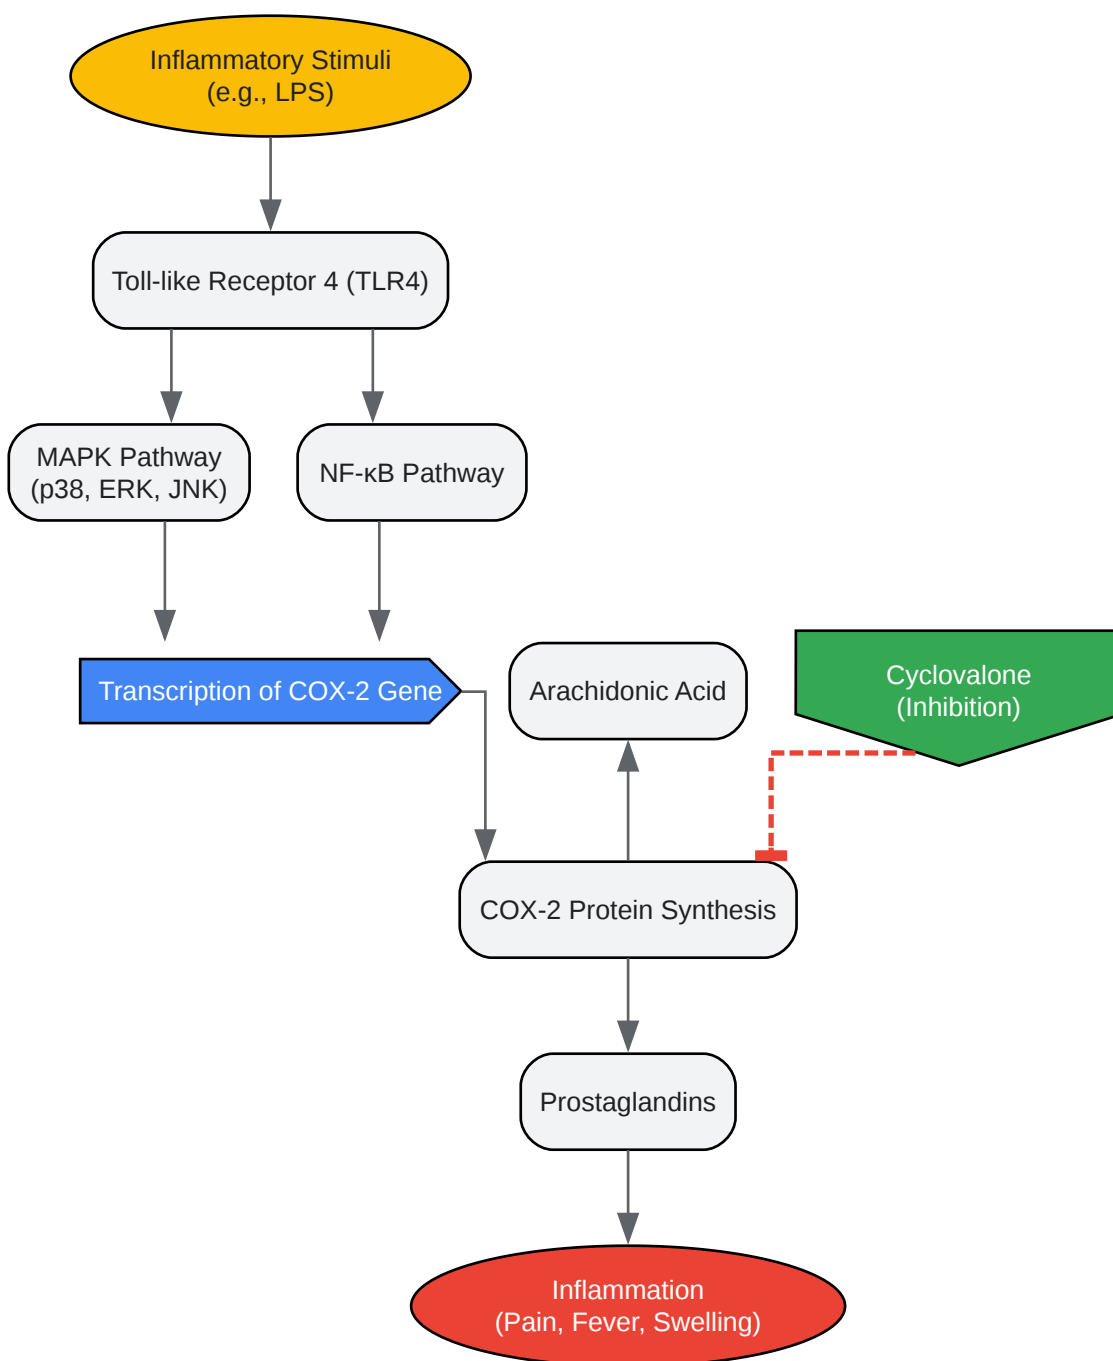 Inflammatory Stimuli
(e.g., LPS)
Toll-like Receptor 4 (TLR4)
MAPK Pathway
(p38, ERK, JNK)
NF-κB Pathway
Transcription of COX-2 Gene
Arachidonic Acid
Cyclovalone
(Inhibition)
COX-2 Protein Synthesis
Prostaglandins
Inflammation
(Pain, Fever, Swelling)